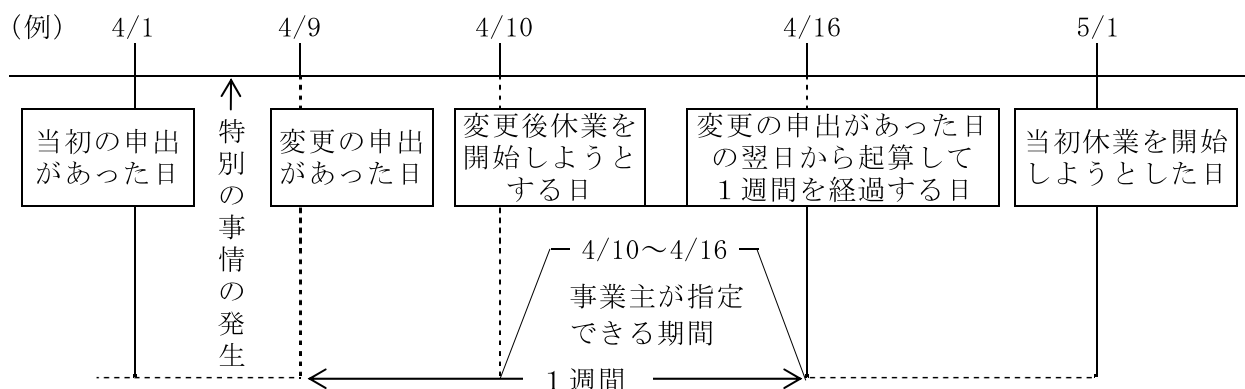 (例) 4/1 4/9 4/10 4/16 5/1
当初の申出
があった日
特別の事情の発生
変更の申出
があった日
変更後休業を
開始しようと
する日
変更の申出があった日
の翌日から起算して
１週間を経過する日
当初休業を開始
しようとした日
4/10～4/16
事業主が指定
できる期間
１週間